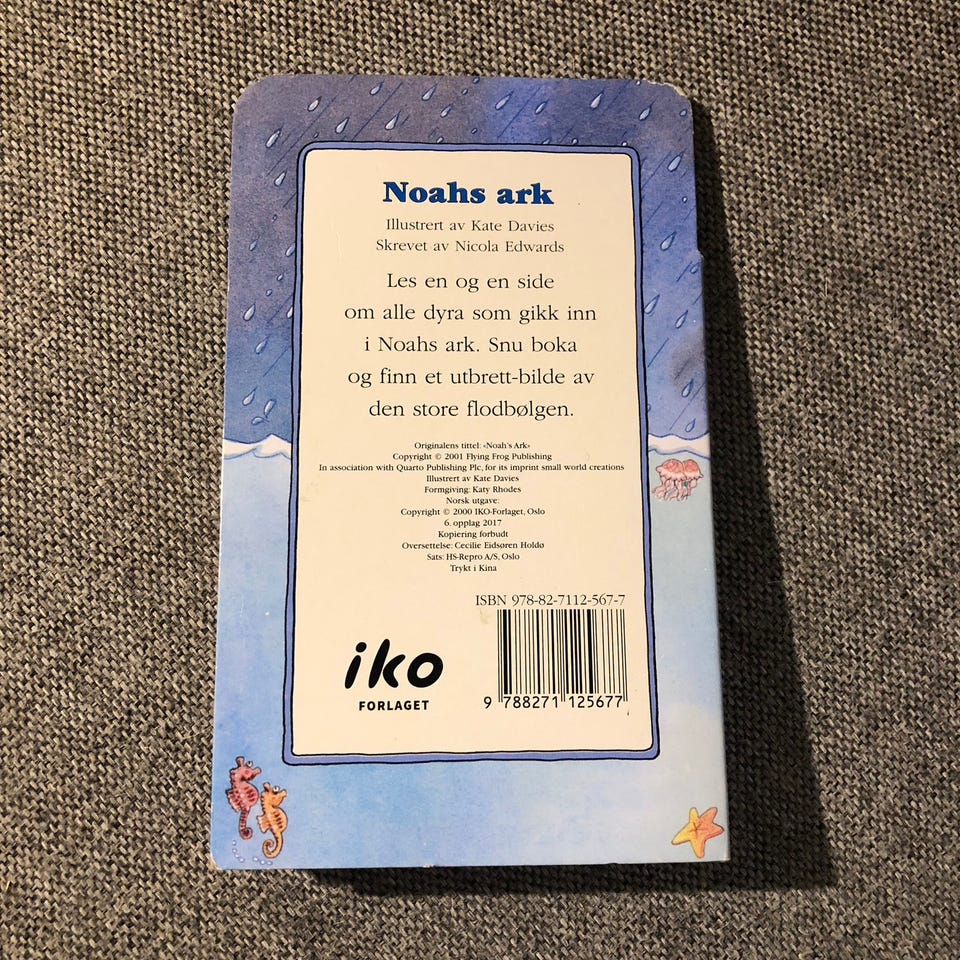 Noahs ark
Illustrert av Kate Davies
Skrevet av Nicola Edwards
Les en og en side
om alle dyra som gikk inn
i Noahs ark. Snu boka
og finn et utbrett-bilde av
den store flodbølgen.
Originalens tittel: «Noah's Ark»
Copyright © 2001 Flying Frog Publishing
In association with Quarto Publishing Plc, for its imprint small world creations
Illustrert av Kate Davies
Formgiving: Katy Rhodes
Norsk utgave:
Copyright © 2000 IKO-Forlaget, Oslo
6. opplag 2017
Kopiering forbudt
Oversettelse: Cecilie Eidsøren Holdø
Sats: HS-Repro A/S, Oslo
Trykt i Kina
ISBN 978-82-7112-567-7
iko
FORLAGET
9 788271 125677